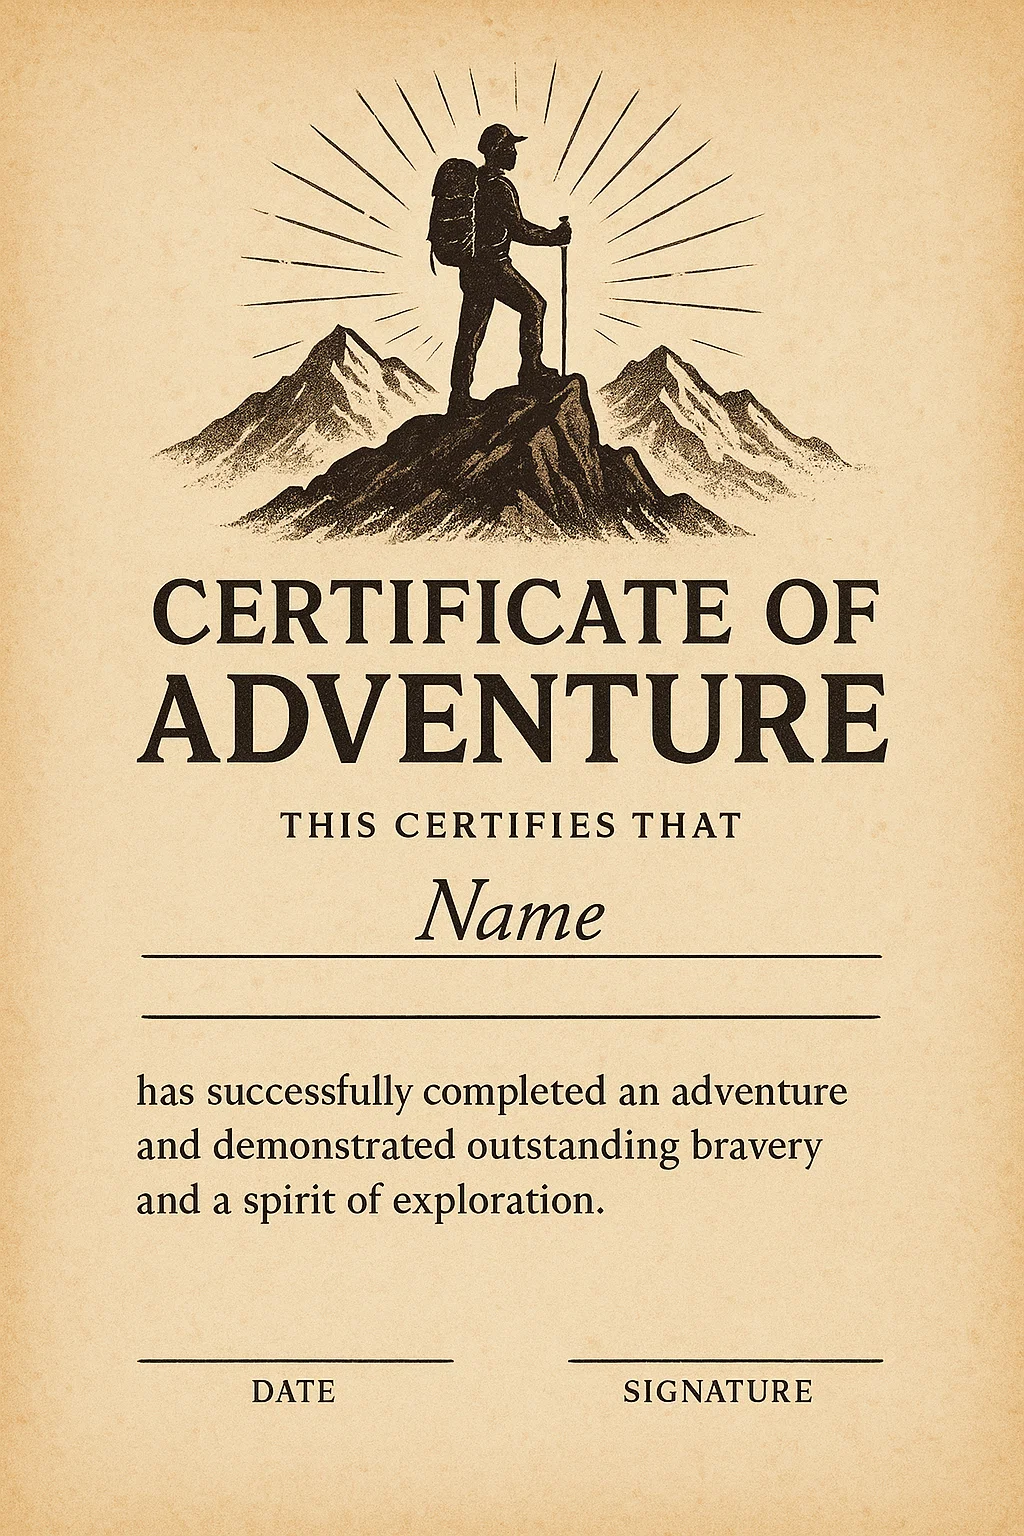 CERTIFICATE OF
ADVENTURE
THIS CERTIFIES THAT
Name
has successfully completed an adventure
and demonstrated outstanding bravery
and a spirit of exploration.
DATE
SIGNATURE